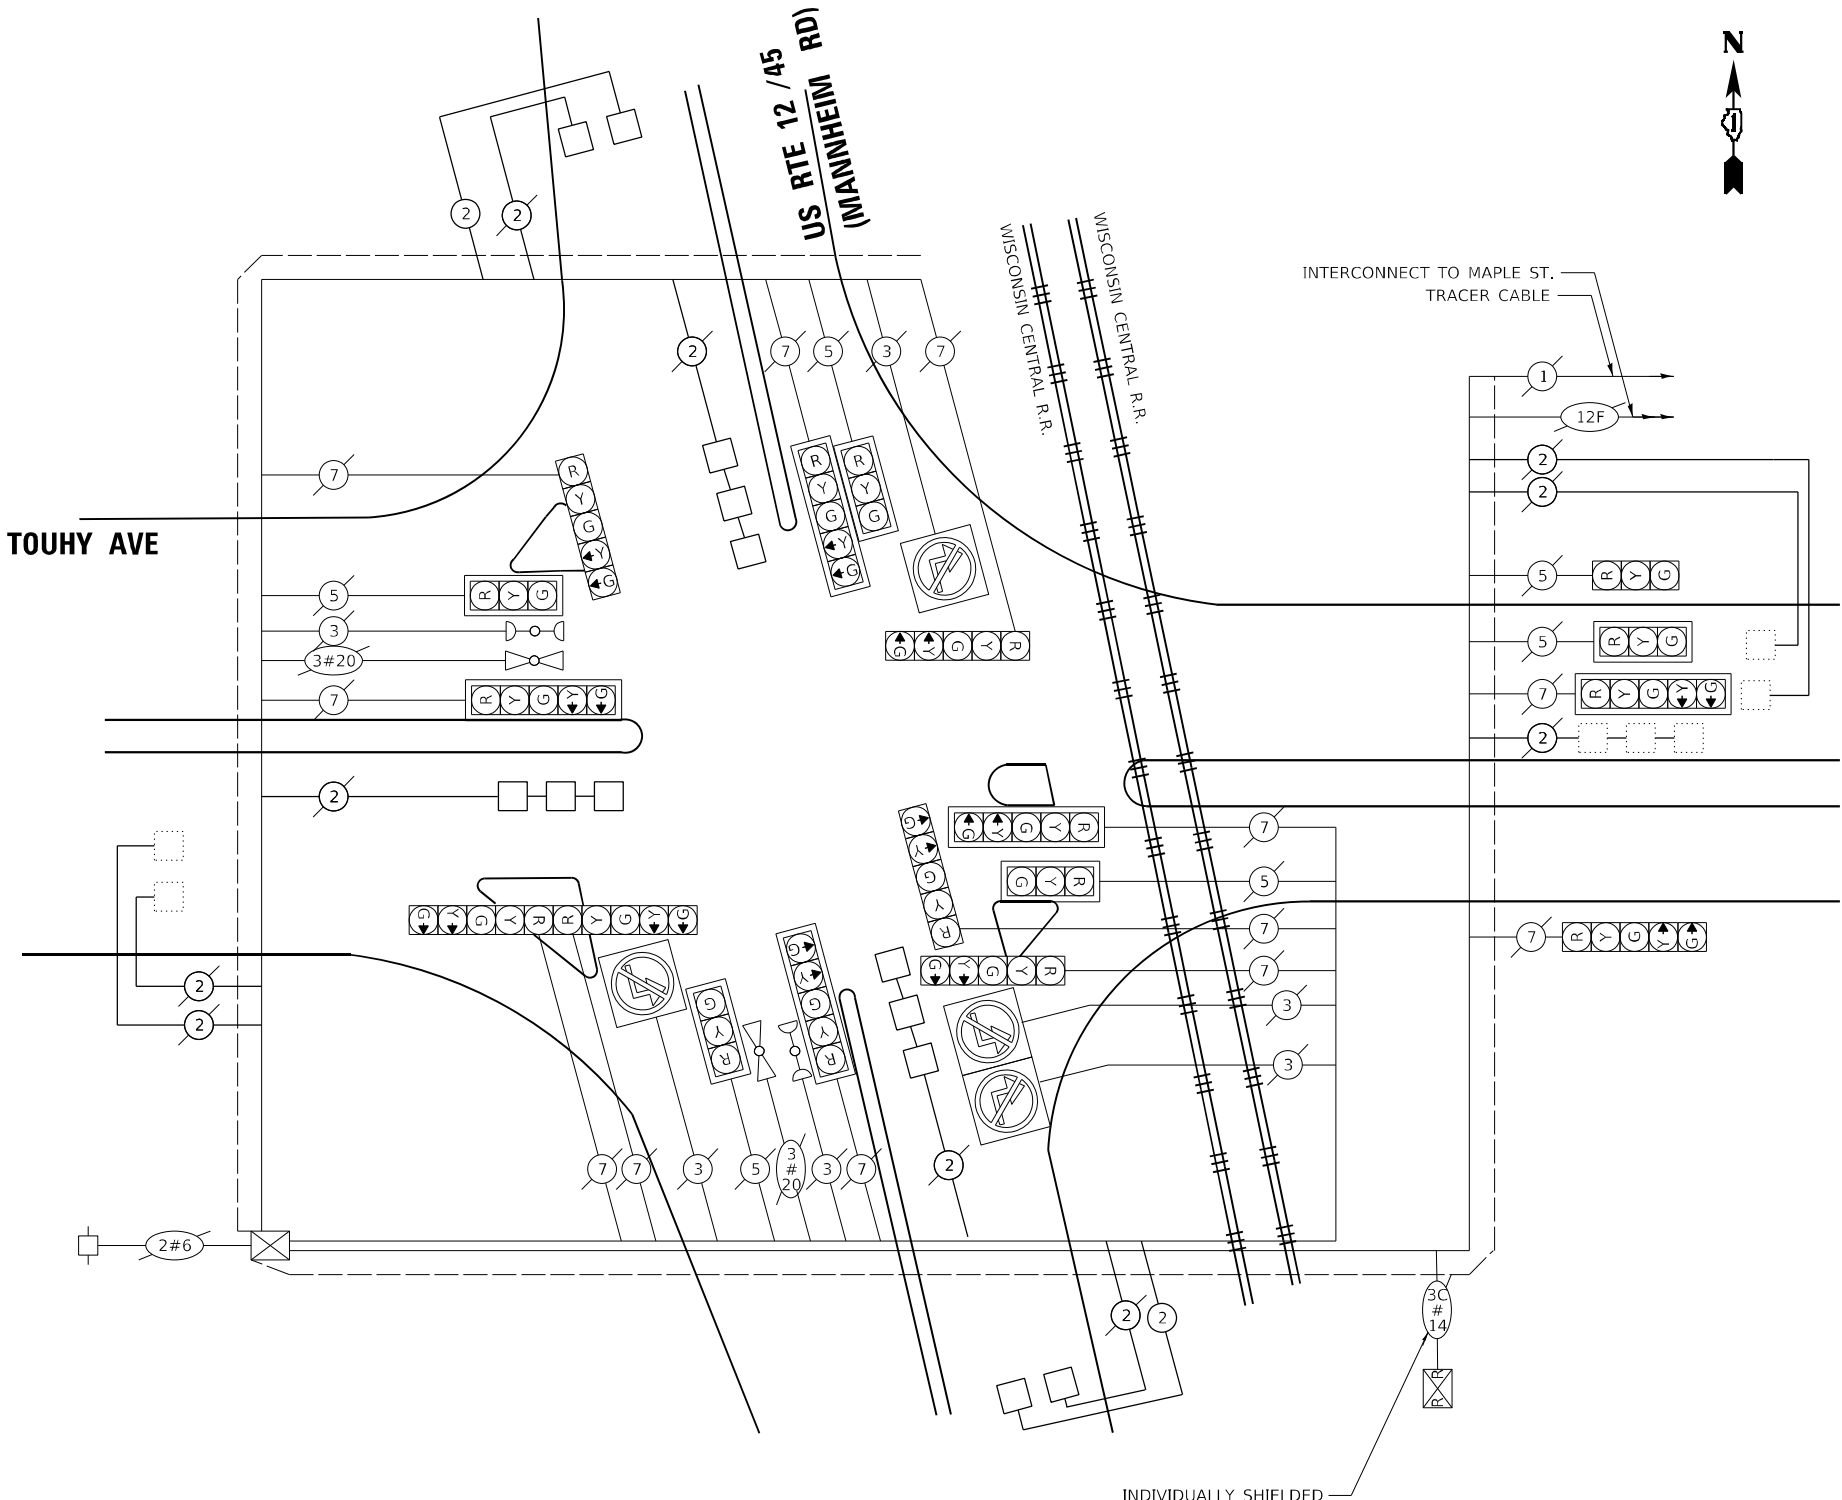 N
US RTE 12 /45
(MANNHEIM RD)
WISCONSIN CENTRAL R.R.
WISCONSIN CENTRAL R.R.
INTERCONNECT TO MAPLE ST.
TRACER CABLE
2
2
2
7
5
3
7
1
12F
2
2
7
R Y G Y G
R Y G Y G
R Y G
TOUHY AVE
5
R Y G
3
3#20
7
R Y G Y G
G Y G Y R
5
R Y G
5
R Y G
7
R Y G Y G
2
2
G Y G Y R
7
G Y G Y R
G Y R
5
7
G Y G Y R
7
3
3
7
R Y G Y G
G Y G Y R R Y G Y G
G Y R
G Y G Y R
2
2
7
7
3
5
3
#
20
3
7
2
2#6
2
2
3C
#
14
R R
INDIVIDUALLY SHIELDED